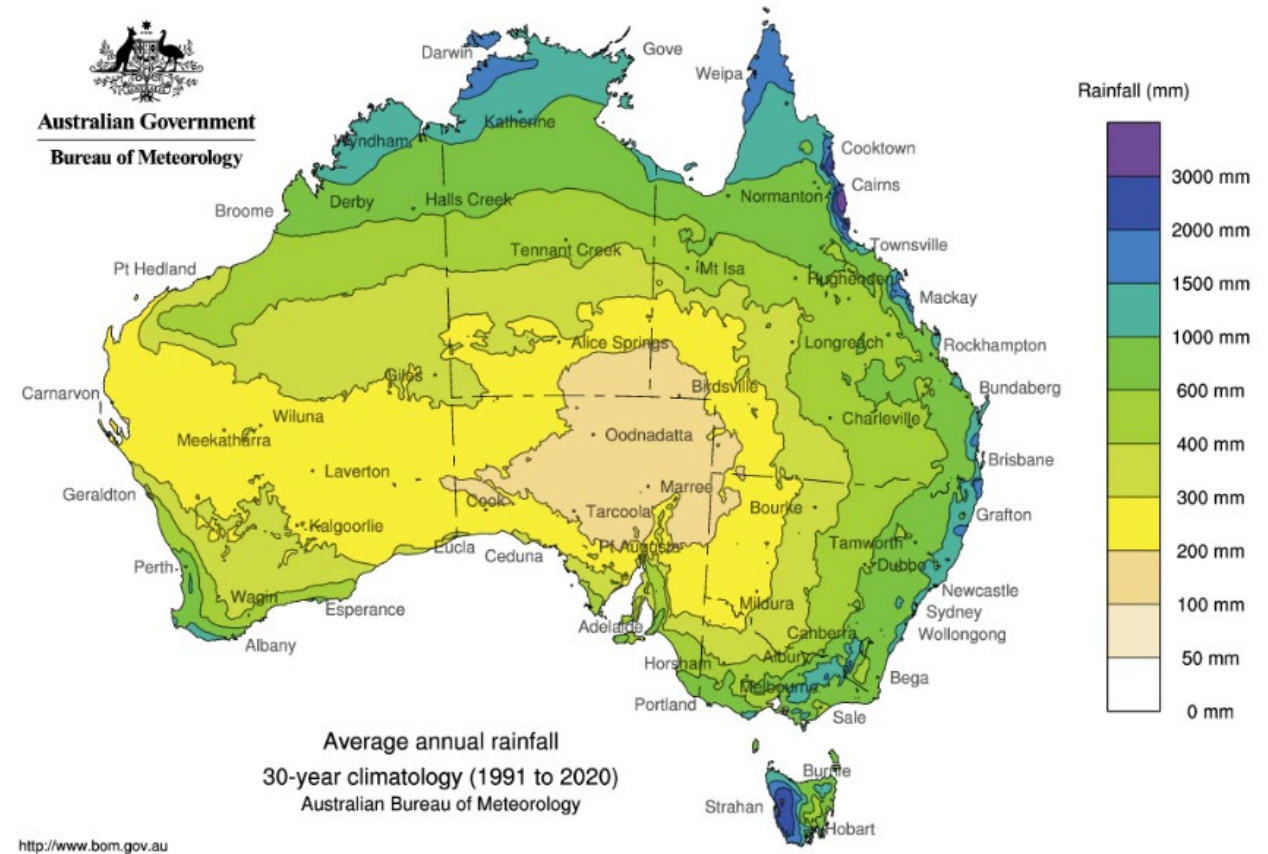 Australian Government
Bureau of Meteorology
Darwin
Gove
Weipa
Rainfall (mm)
Wyndham
Katherine
Cooktown
3000 mm
Cairns
Broome
Derby
Halls Creek
Normanton
2000 mm
Townsville
Tennant Creek
Pt Hedland
Mt Isa
Hughenden
1500 mm
Mackay
Alice Springs
Longreach
Rockhampton
1000 mm
Carnarvon
Giles
Birdsville
Bundaberg
600 mm
Wiluna
Charleville
Meekatharra
Oodnadatta
400 mm
Laverton
Brisbane
Geraldton
Marree
300 mm
Cook
Tarcoola
Bourke
Grafton
Kalgoorlie
Eucla
Ceduna
Pt Augusta
Tamworth
200 mm
Perth
Dubbo
Newcastle
Wagin
Esperance
Mildura
Sydney
100 mm
Albany
Adelaide
Canberra
Wollongong
Horsham
Albury
50 mm
Melbourne
Bega
Portland
Sale
0 mm
Average annual rainfall
30-year climatology (1991 to 2020)
Australian Bureau of Meteorology
Burnie
Strahan
Hobart
http://www.bom.gov.au